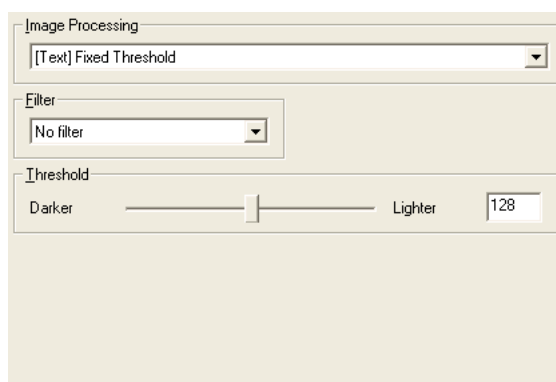 Image Processing
[Text] Fixed Threshold
Filter
No filter
Threshold
Darker Lighter 128